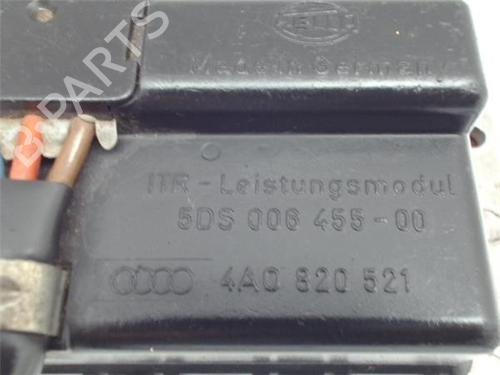 HELLA
Made in Germany
ITR - Leistungsmodul
5DS 006 455-00
4A0 820 521
B-PARTS